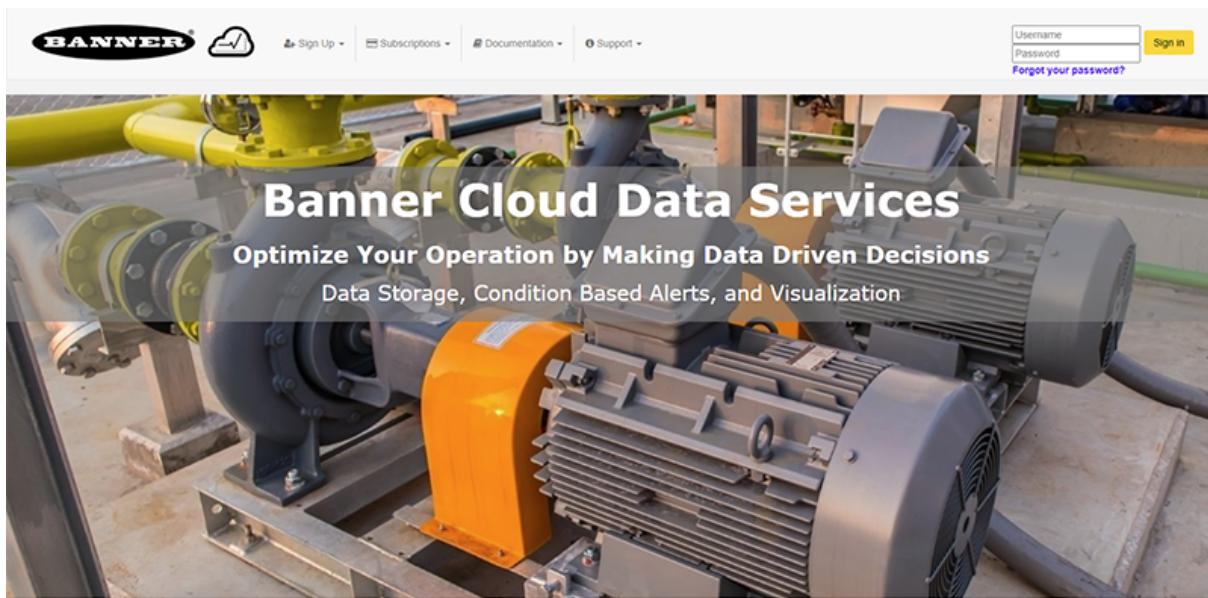 BANNER®
Sign Up
Subscriptions
Documentation
Support
Username
Password
Sign in
Forgot your password?
Banner Cloud Data Services
Optimize Your Operation by Making Data Driven Decisions
Data Storage, Condition Based Alerts, and Visualization